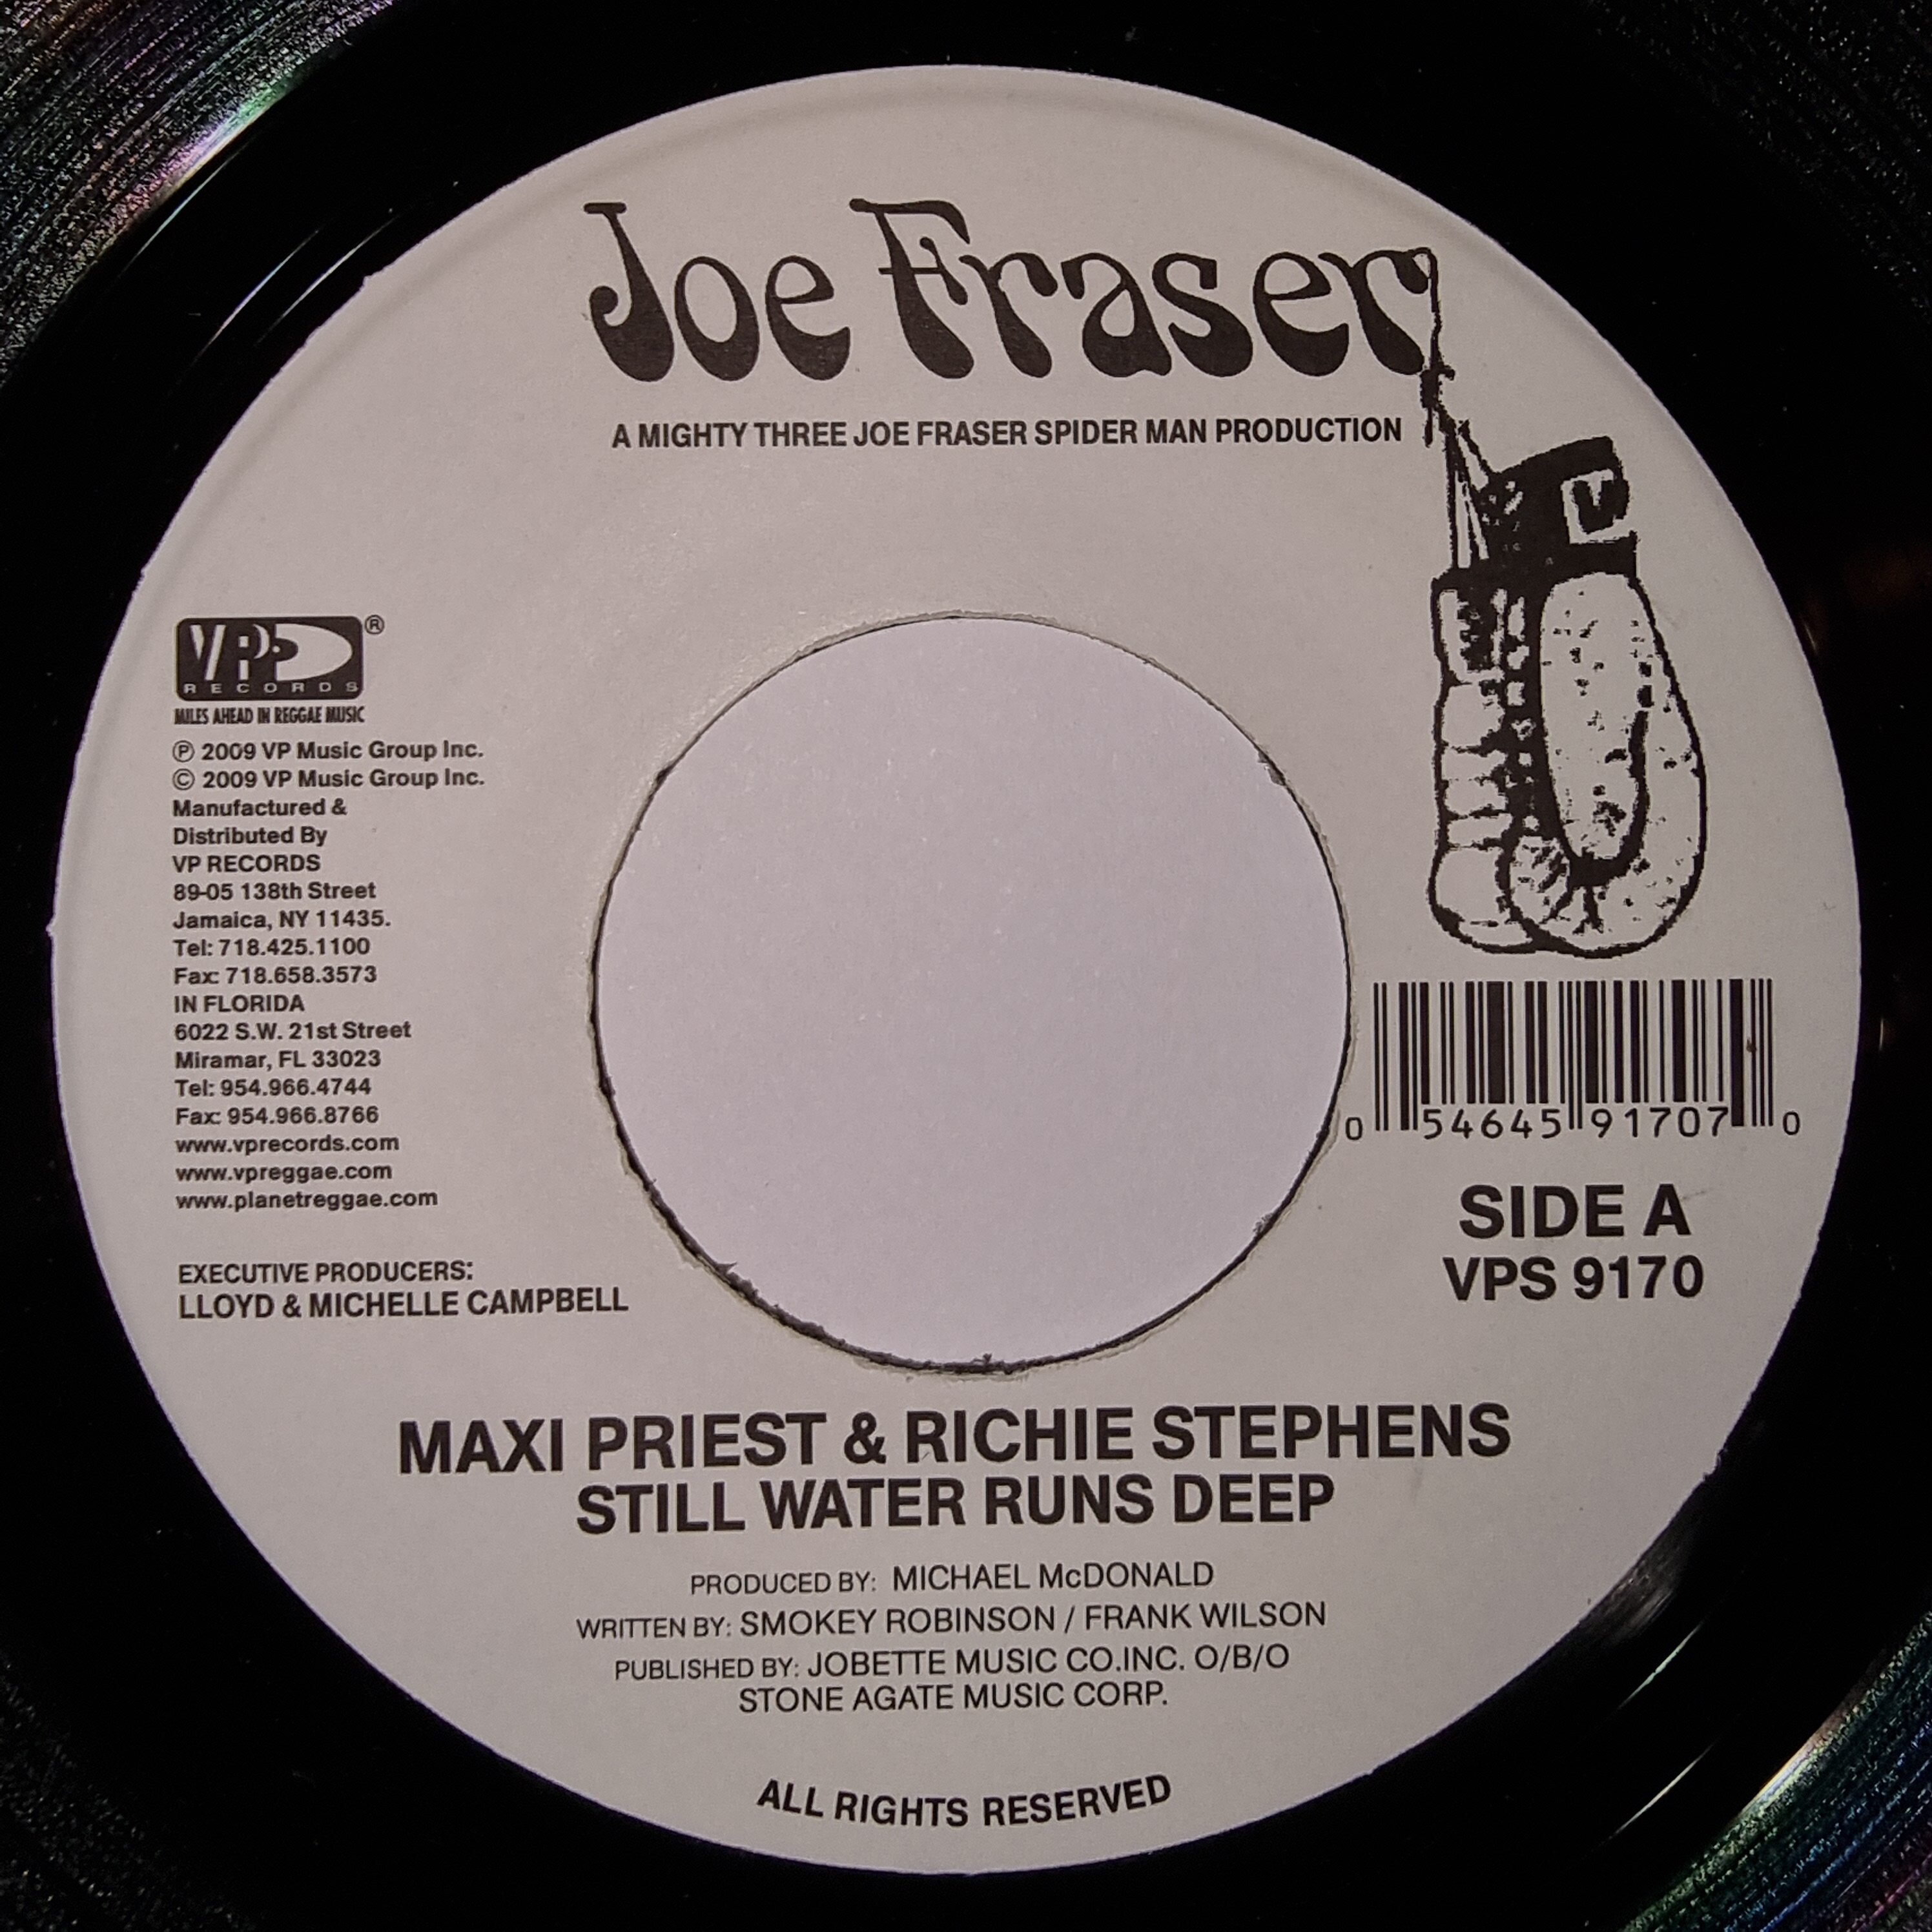 Joe Fraser
A MIGHTY THREE JOE FRASER SPIDER MAN PRODUCTION
V
VP®
RECORDS
MILES AHEAD IN REGGAE MUSIC
℗ 2009 VP Music Group Inc.
© 2009 VP Music Group Inc.
Manufactured &
Distributed By
VP RECORDS
89-05 138th Street
Jamaica, NY 11435.
Tel: 718.425.1100
Fax: 718.658.3573
IN FLORIDA
6022 S.W. 21st Street
Miramar, FL 33023
Tel: 954.966.4744
Fax: 954.966.8766
www.vprecords.com
www.vpreggae.com
www.planetreggae.com
EXECUTIVE PRODUCERS:
LLOYD & MICHELLE CAMPBELL
0 54645 91707 0
SIDE A
VPS 9170
MAXI PRIEST & RICHIE STEPHENS
STILL WATER RUNS DEEP
PRODUCED BY: MICHAEL McDONALD
WRITTEN BY: SMOKEY ROBINSON / FRANK WILSON
PUBLISHED BY: JOBETTE MUSIC CO.INC. O/B/O
STONE AGATE MUSIC CORP.
ALL RIGHTS RESERVED